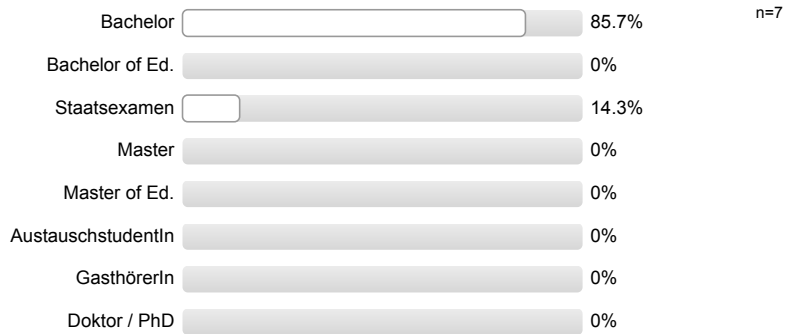 Bachelor 85.7% n=7
Bachelor of Ed. 0%
Staatsexamen 14.3%
Master 0%
Master of Ed. 0%
AustauschstudentIn 0%
GasthörerIn 0%
Doktor / PhD 0%